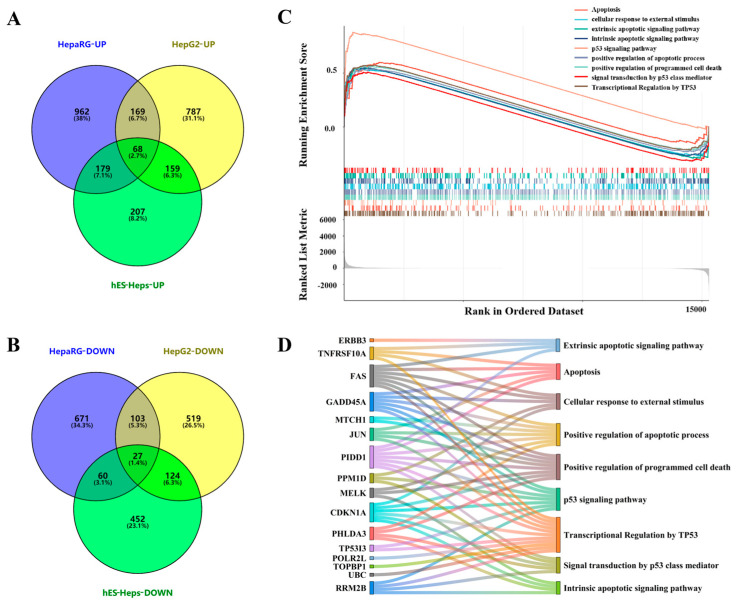 A
HepaRG-UP
HepG2-UP
962
(38%)
169
(6.7%)
787
(31.1%)
68
(2.7%)
179
(7.1%)
159
(6.3%)
207
(8.2%)
hES-Heps-UP
B
HepaRG-DOWN
HepG2-DOWN
671
(34.3%)
103
(5.3%)
519
(26.5%)
27
(1.4%)
60
(3.1%)
124
(6.3%)
452
(23.1%)
hES-Heps-DOWN
C
Apoptosis
cellular response to external stimulus
extrinsic apoptotic signaling pathway
intrinsic apoptotic signaling pathway
p53 signaling pathway
positive regulation of apoptotic process
positive regulation of programmed cell death
signal transduction by p53 class mediator
Transcriptional Regulation by TP53
Running Enrichment Sore
0.5
0.0
Ranked List Metric
6000
4000
2000
0
-2000
Rank in Ordered Dataset
15000
D
ERBB3
TNFRSF10A
FAS
GADD45A
MTCH1
JUN
PIDD1
PPM1D
MELK
CDKN1A
PHLDA3
TP53I3
POLR2L
TOPBP1
UBC
RRM2B
Extrinsic apoptotic signaling pathway
Apoptosis
Cellular response to external stimulus
Positive regulation of apoptotic process
Positive regulation of programmed cell death
p53 signaling pathway
Transcriptional Regulation by TP53
Signal transduction by p53 class mediator
Intrinsic apoptotic signaling pathway